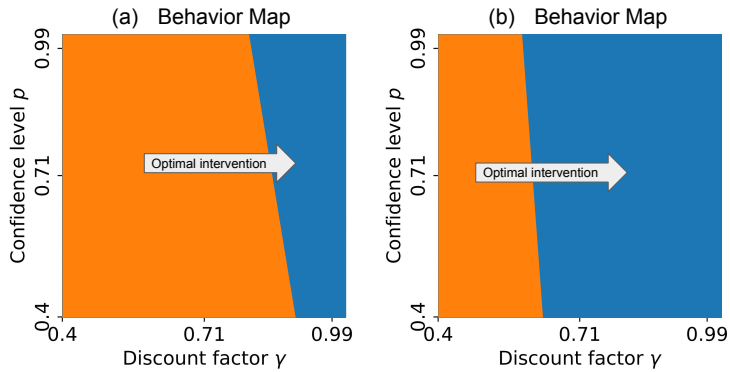 (a) Behavior Map
0.99
0.71
0.4
Confidence level p
Optimal intervention
0.4 0.71 0.99
Discount factor γ
(b) Behavior Map
0.99
0.71
0.4
Confidence level p
Optimal intervention
0.4 0.71 0.99
Discount factor γ